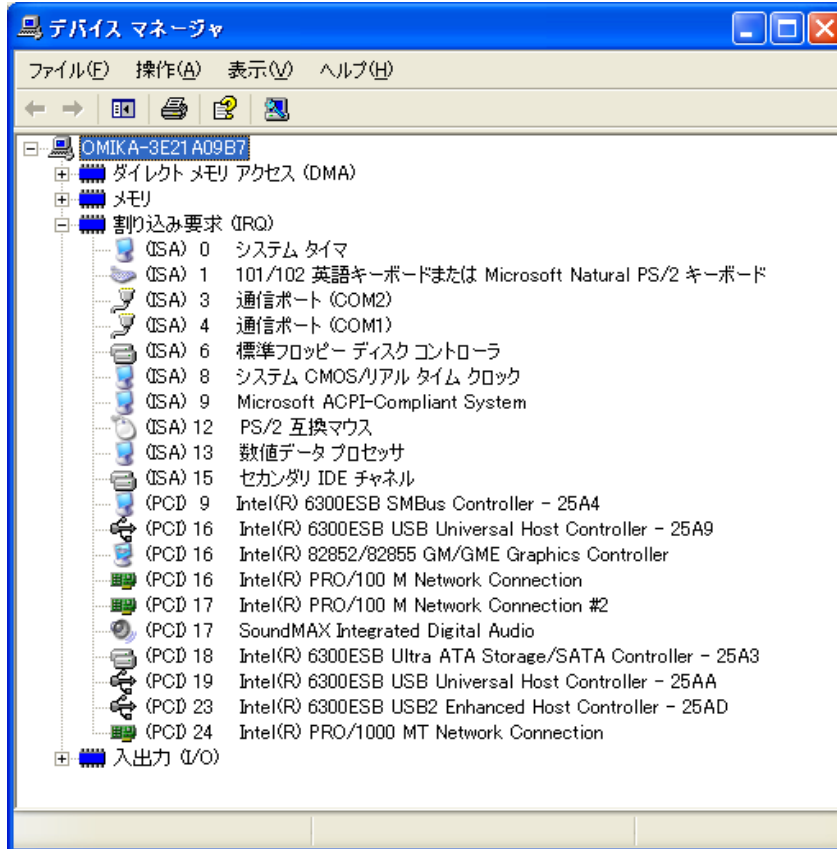 デバイス マネージャ
ファイル(F) 操作(A) 表示(V) ヘルプ(H)
OMIKA-3E21A09B7
ダイレクト メモリ アクセス (DMA)
メモリ
割り込み要求 (IRQ)
(ISA) 0 システム タイマ
(ISA) 1 101/102 英語キーボードまたは Microsoft Natural PS/2 キーボード
(ISA) 3 通信ポート (COM2)
(ISA) 4 通信ポート (COM1)
(ISA) 6 標準フロッピー ディスク コントローラ
(ISA) 8 システム CMOS/リアル タイム クロック
(ISA) 9 Microsoft ACPI-Compliant System
(ISA) 12 PS/2 互換マウス
(ISA) 13 数値データ プロセッサ
(ISA) 15 セカンダリ IDE チャネル
(PCI) 9 Intel(R) 6300ESB SMBus Controller - 25A4
(PCI) 16 Intel(R) 6300ESB USB Universal Host Controller - 25A9
(PCI) 16 Intel(R) 82852/82855 GM/GME Graphics Controller
(PCI) 16 Intel(R) PRO/100 M Network Connection
(PCI) 17 Intel(R) PRO/100 M Network Connection #2
(PCI) 17 SoundMAX Integrated Digital Audio
(PCI) 18 Intel(R) 6300ESB Ultra ATA Storage/SATA Controller - 25A3
(PCI) 19 Intel(R) 6300ESB USB Universal Host Controller - 25AA
(PCI) 23 Intel(R) 6300ESB USB2 Enhanced Host Controller - 25AD
(PCI) 24 Intel(R) PRO/1000 MT Network Connection
入出力 (I/O)